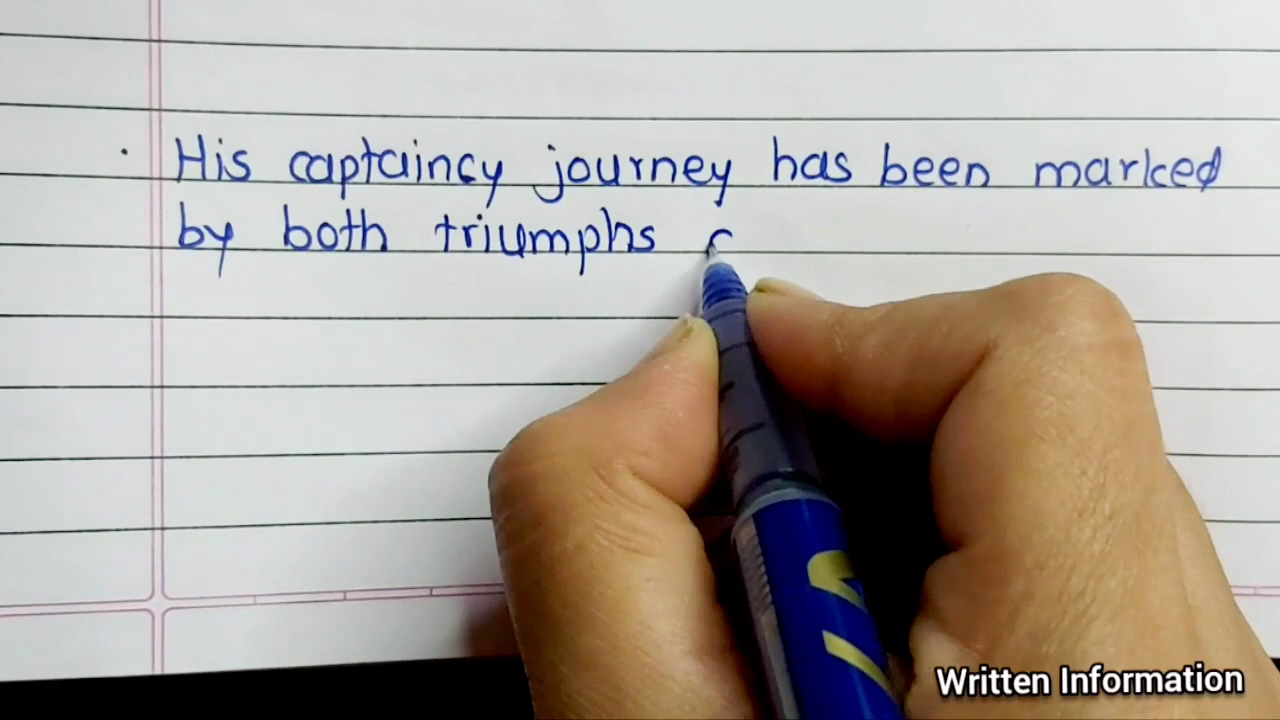 · His captaincy journey has been marked
by both triumphs
Written Information